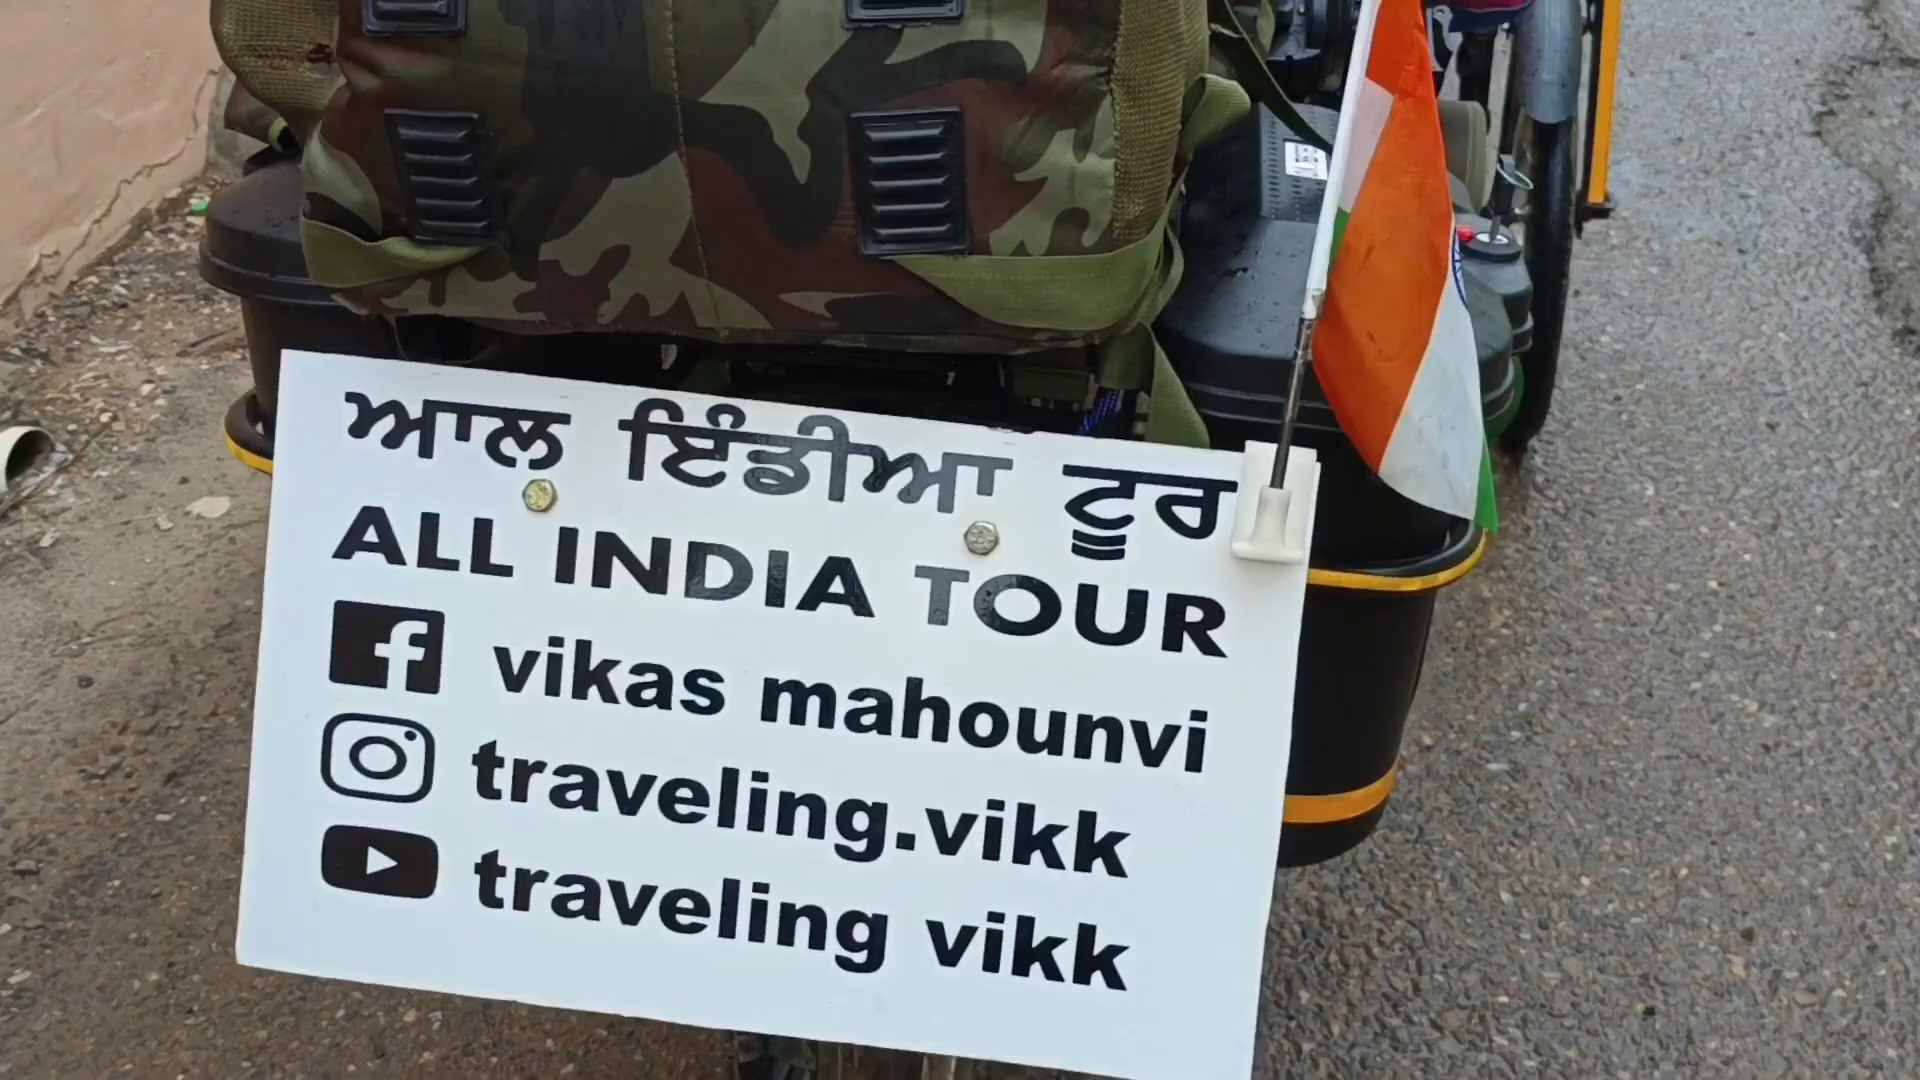 ਆਲ ਇੰਡੀਆ ਟੂਰ
ALL INDIA TOUR
vikas mahounvi
traveling.vikk
traveling vikk